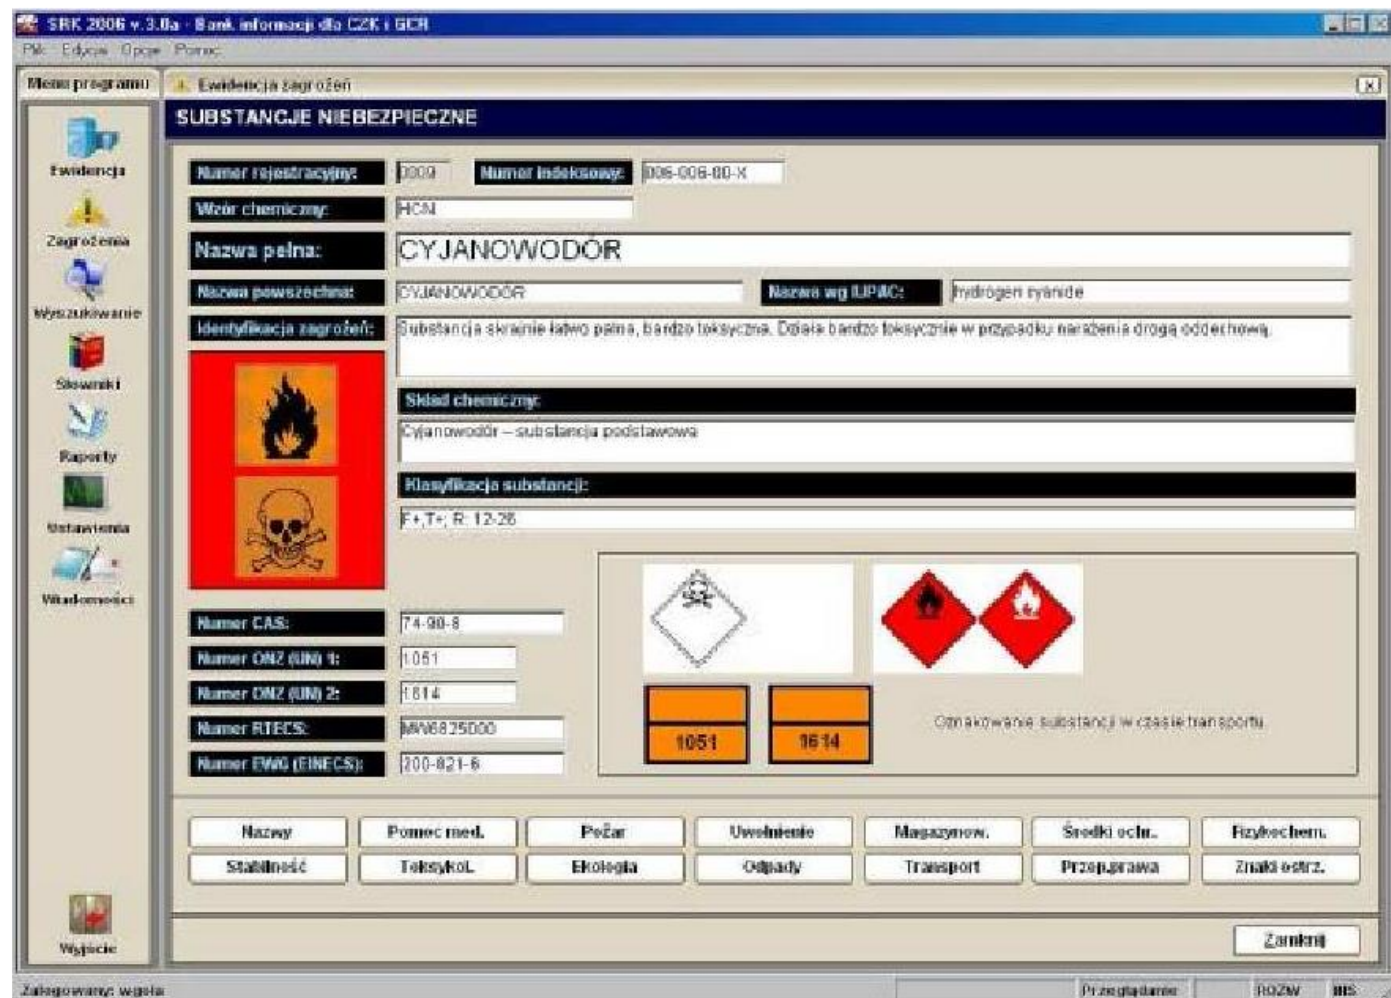 SRK 2006 v.3.0a - Bank informacji dla CZK i GCR
Plik Edycja Opcje Pomoc
Menu programu
Ewidencja zagrożeń
SUBSTANCJE NIEBEZPIECZNE
Ewidencja
Zagrożenia
Wyszukiwanie
Słowniki
Raporty
Ustawienia
Wiadomości
Wyjście
Numer rejestracyjny: 0009 Numer indeksowy: 006-006-00-X
Wzór chemiczny: HCN
Nazwa pełna: CYJANOWODÓR
Nazwa powszechna: CYJANOWODÓR Nazwa wg IUPAC: hydrogen cyanide
Identyfikacja zagrożeń: Substancja skrajnie łatwo palna, bardzo toksyczna. Działa bardzo toksycznie w przypadku narażenia drogą oddechową.
Skład chemiczny:
Cyjanowodór – substancja podstawowa
Klasyfikacja substancji:
F+,T+; R: 12-26
Numer CAS: 74-90-8
Numer ONZ (UN) 1: 1051
Numer ONZ (UN) 2: 1614
Numer RTECS: MW6825000
Numer EWG (EINECS): 200-821-6
1051 1614
Oznakowanie substancji w czasie transportu
Nazwy Pomoc med. Pożar Uwolnienie Magazynow. Środki ochr. Fizykochem.
Stabilność Toksykol. Ekologia Odpady Transport Przep.prawa Znaki ostrz.
Zamknij
Zalogowany: wgola Przeglądanie ROZW INS